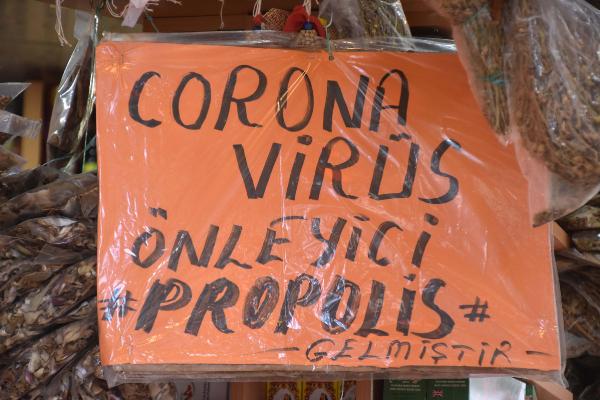 CORONA
VİRÜS
ÖNLEYİCİ
#PROPOLİS#
-GELMİŞTİR-